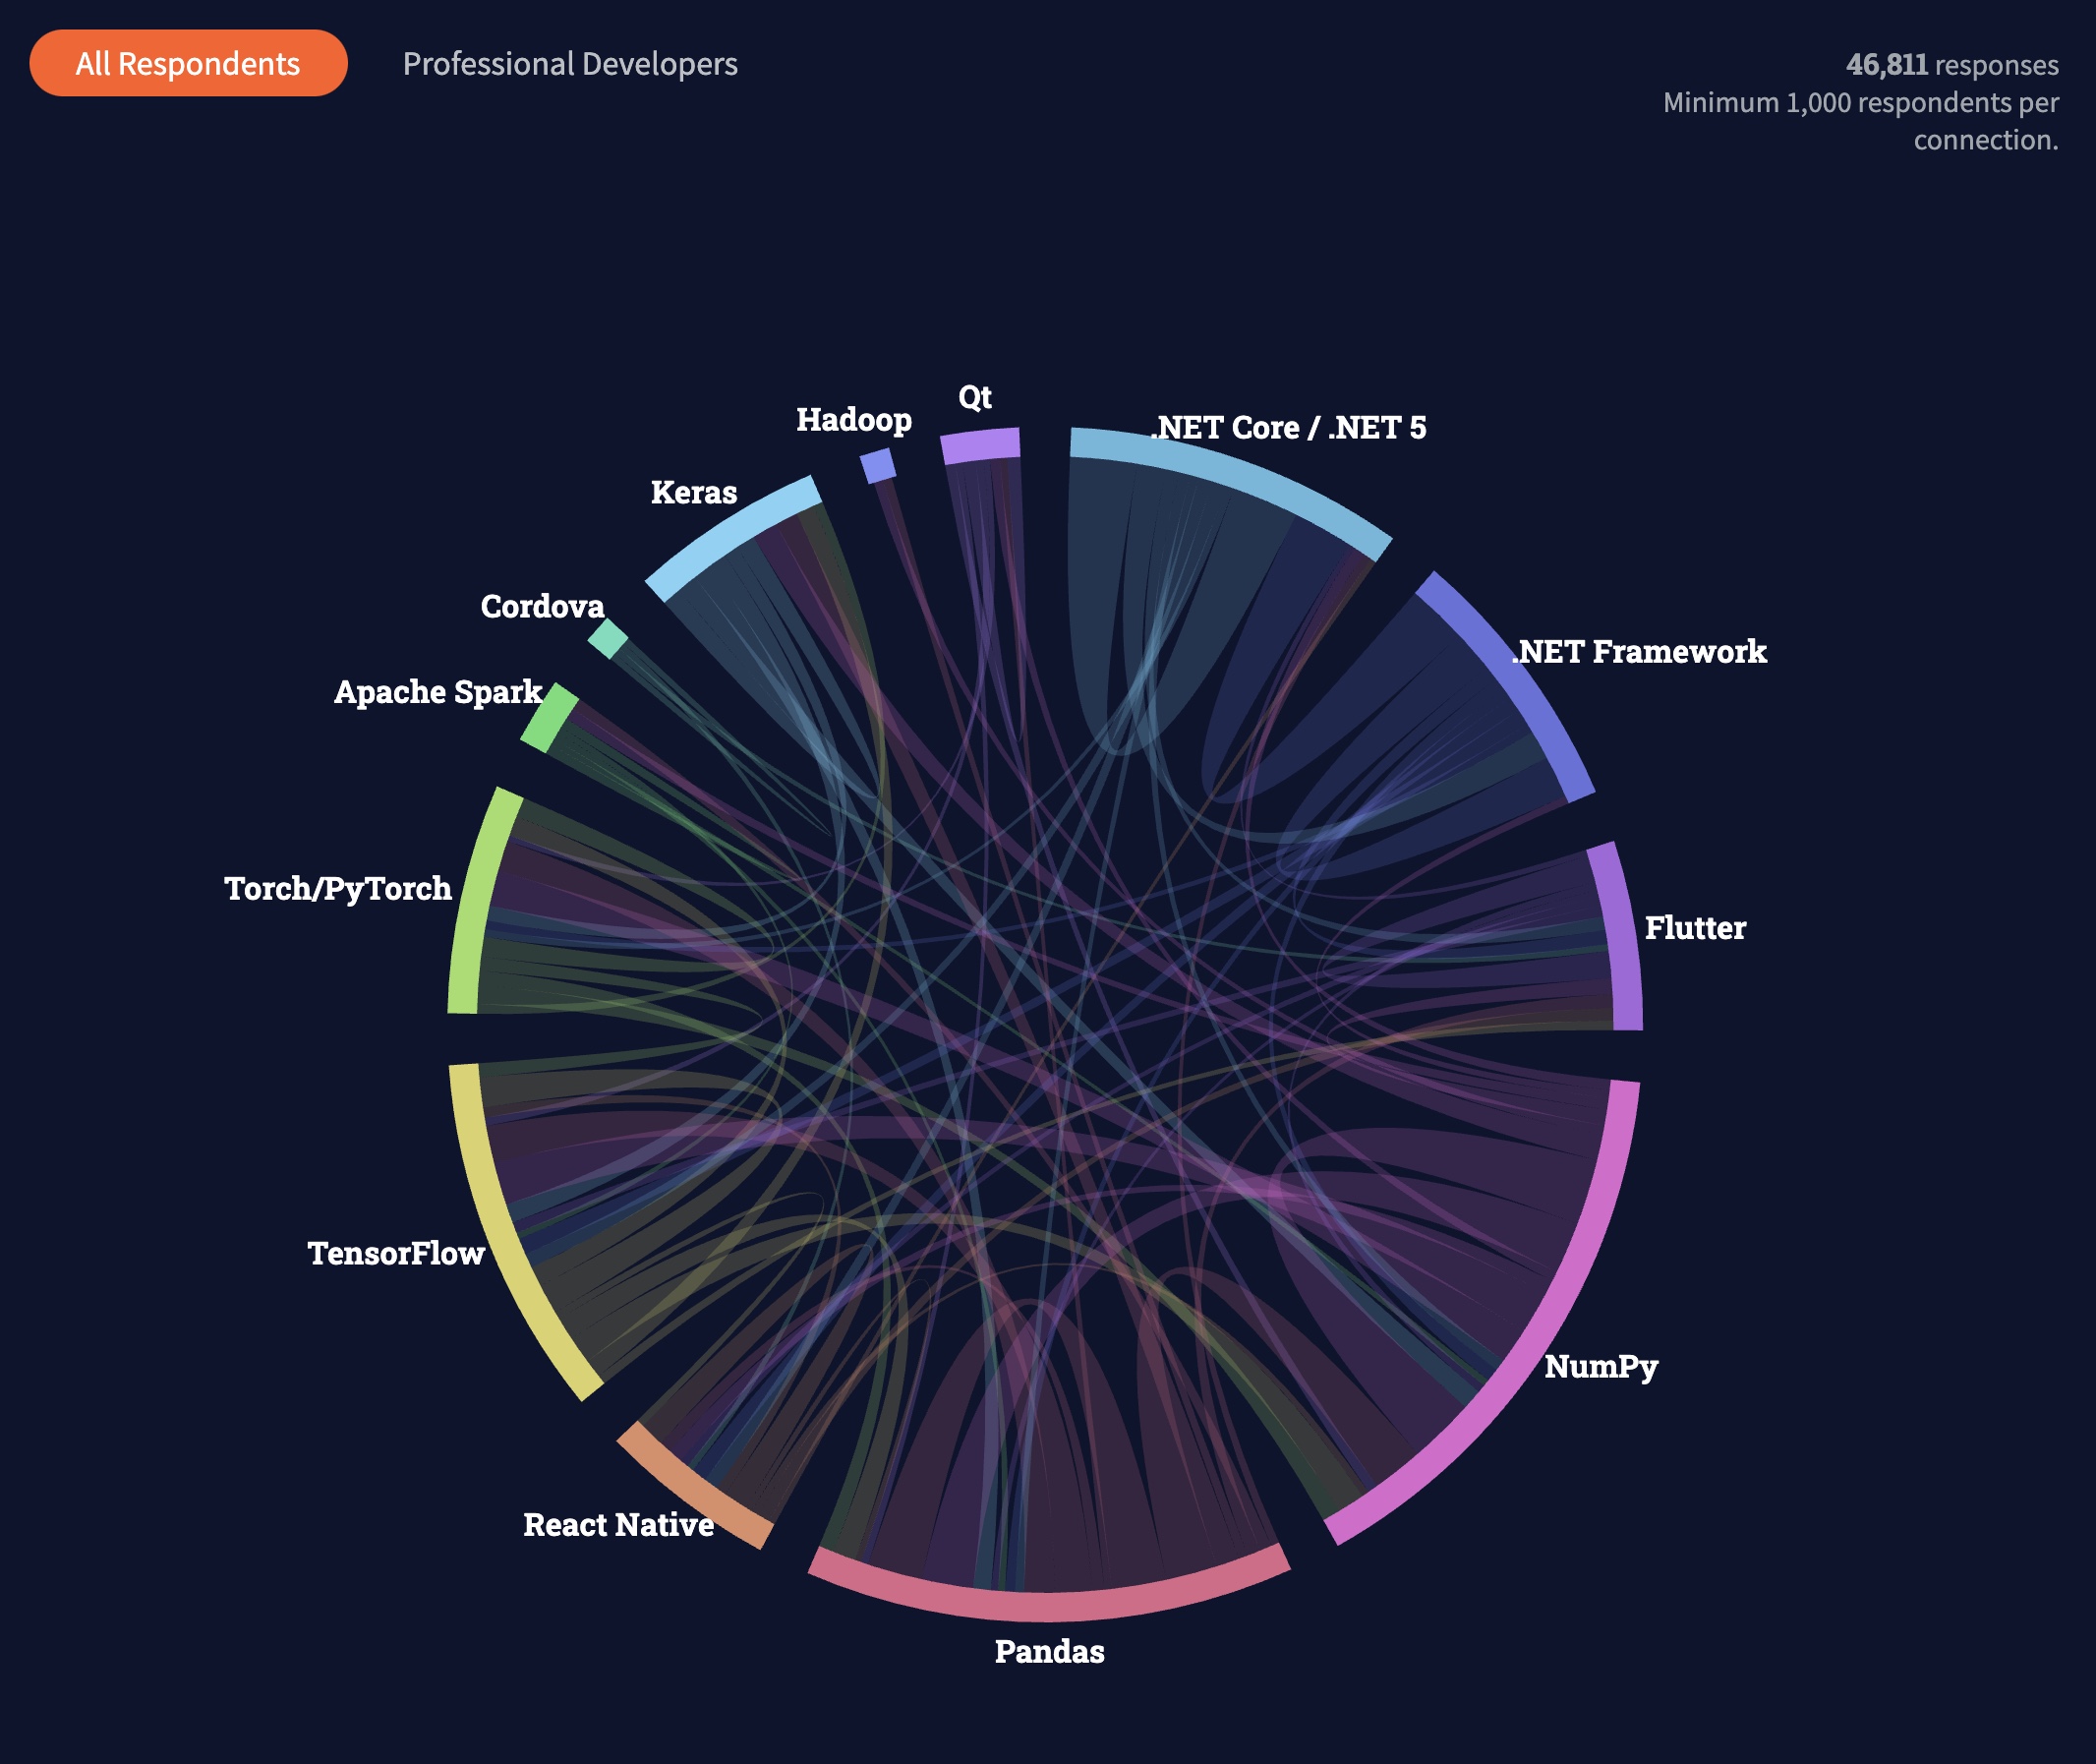 All Respondents
Professional Developers
46,811 responses
Minimum 1,000 respondents per
connection.
Qt
Hadoop
.NET Core / .NET 5
Keras
Cordova
.NET Framework
Apache Spark
Torch/PyTorch
Flutter
TensorFlow
NumPy
React Native
Pandas